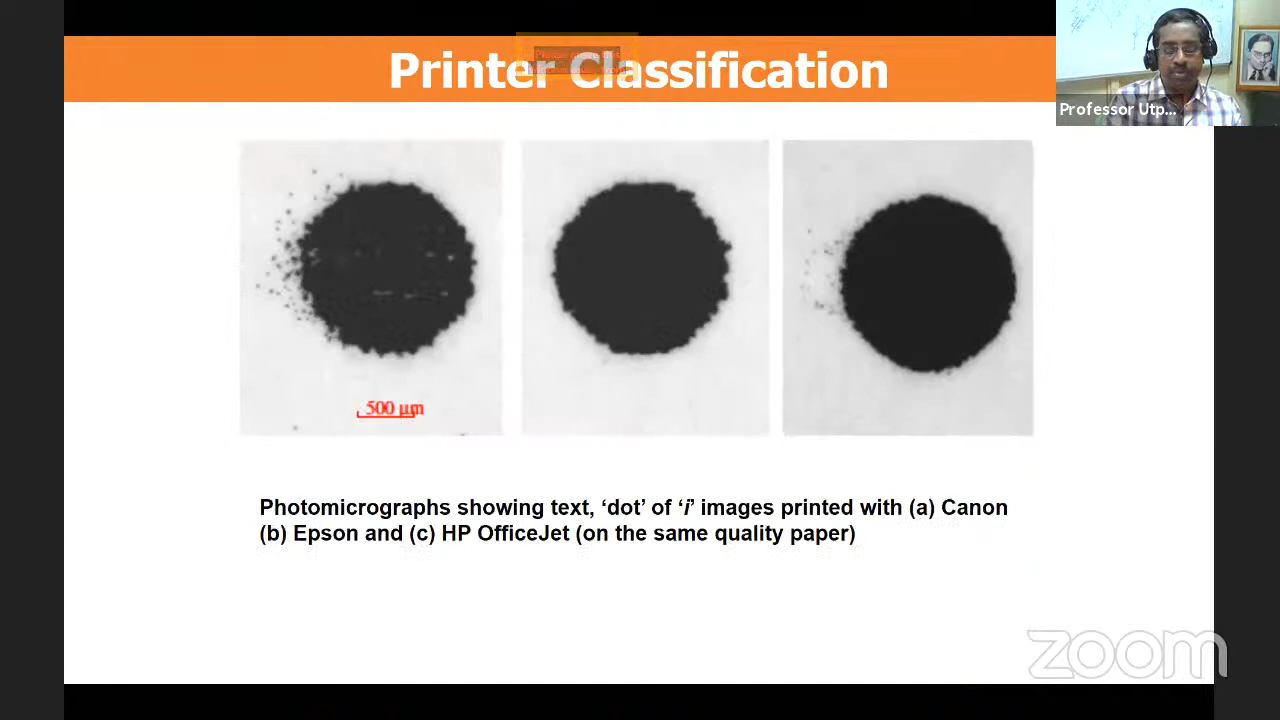 Printer Classification
Professor Utp...
500 µm
Photomicrographs showing text, ‘dot’ of ‘i’ images printed with (a) Canon
(b) Epson and (c) HP OfficeJet (on the same quality paper)
zoom